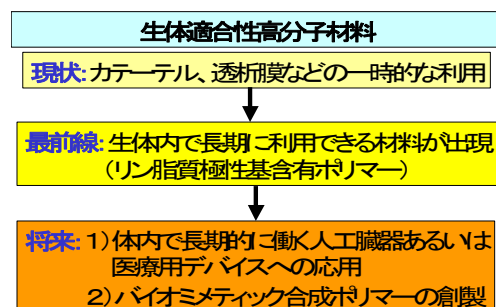 生体適合性高分子材料
現状:カテーテル、透析膜などの一時的な利用
最前線:生体内で長期に利用できる材料が出現
(リン脂質極性基含有ポリマー)
将来:1)体内で長期的に働く人工臓器あるいは
医療用デバイスへの応用
2)バイオミメティック合成ポリマーの創製